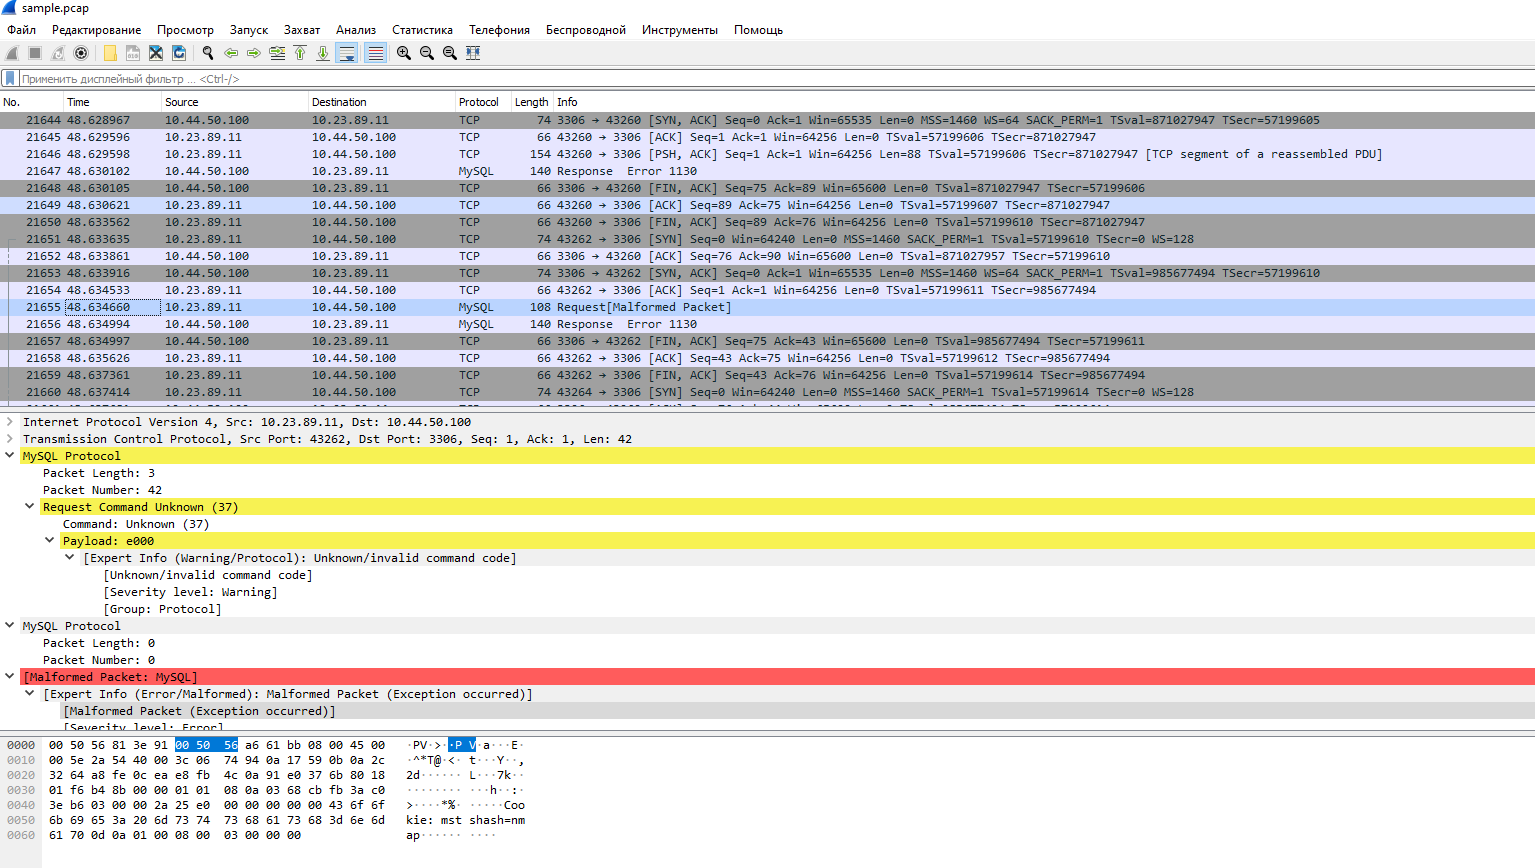 sample.pcap
Файл Редактирование Просмотр Запуск Захват Анализ Статистика Телефония Беспроводной Инструменты Помощь
Применить дисплейный фильтр ... <Ctrl-/>
No. Time Source Destination Protocol Length Info
21644 48.628967 10.44.50.100 10.23.89.11 TCP 74 3306 → 43260 [SYN, ACK] Seq=0 Ack=1 Win=65535 Len=0 MSS=1460 WS=64 SACK_PERM=1 TSval=871027947 TSecr=57199605
21645 48.629596 10.23.89.11 10.44.50.100 TCP 66 43260 → 3306 [ACK] Seq=1 Ack=1 Win=64256 Len=0 TSval=57199606 TSecr=871027947
21646 48.629598 10.23.89.11 10.44.50.100 TCP 154 43260 → 3306 [PSH, ACK] Seq=1 Ack=1 Win=64256 Len=88 TSval=57199606 TSecr=871027947 [TCP segment of a reassembled PDU]
21647 48.630102 10.44.50.100 10.23.89.11 MySQL 140 Response Error 1130
21648 48.630105 10.44.50.100 10.23.89.11 TCP 66 3306 → 43260 [FIN, ACK] Seq=75 Ack=89 Win=65600 Len=0 TSval=871027947 TSecr=57199606
21649 48.630621 10.23.89.11 10.44.50.100 TCP 66 43260 → 3306 [ACK] Seq=89 Ack=75 Win=64256 Len=0 TSval=57199607 TSecr=871027947
21650 48.633562 10.23.89.11 10.44.50.100 TCP 66 43260 → 3306 [FIN, ACK] Seq=89 Ack=76 Win=64256 Len=0 TSval=57199610 TSecr=871027947
21651 48.633635 10.23.89.11 10.44.50.100 TCP 74 43262 → 3306 [SYN] Seq=0 Win=64240 Len=0 MSS=1460 SACK_PERM=1 TSval=57199610 TSecr=0 WS=128
21652 48.633861 10.44.50.100 10.23.89.11 TCP 66 3306 → 43260 [ACK] Seq=76 Ack=90 Win=65600 Len=0 TSval=871027957 TSecr=57199610
21653 48.633916 10.44.50.100 10.23.89.11 TCP 74 3306 → 43262 [SYN, ACK] Seq=0 Ack=1 Win=65535 Len=0 MSS=1460 WS=64 SACK_PERM=1 TSval=985677494 TSecr=57199610
21654 48.634533 10.23.89.11 10.44.50.100 TCP 66 43262 → 3306 [ACK] Seq=1 Ack=1 Win=64256 Len=0 TSval=57199611 TSecr=985677494
21655 48.634660 10.23.89.11 10.44.50.100 MySQL 108 Request[Malformed Packet]
21656 48.634994 10.44.50.100 10.23.89.11 MySQL 140 Response Error 1130
21657 48.634997 10.44.50.100 10.23.89.11 TCP 66 3306 → 43262 [FIN, ACK] Seq=75 Ack=43 Win=65600 Len=0 TSval=985677494 TSecr=57199611
21658 48.635626 10.23.89.11 10.44.50.100 TCP 66 43262 → 3306 [ACK] Seq=43 Ack=75 Win=64256 Len=0 TSval=57199612 TSecr=985677494
21659 48.637361 10.23.89.11 10.44.50.100 TCP 66 43262 → 3306 [FIN, ACK] Seq=43 Ack=76 Win=64256 Len=0 TSval=57199614 TSecr=985677494
21660 48.637414 10.23.89.11 10.44.50.100 TCP 74 43264 → 3306 [SYN] Seq=0 Win=64240 Len=0 MSS=1460 SACK_PERM=1 TSval=57199614 TSecr=0 WS=128
Internet Protocol Version 4, Src: 10.23.89.11, Dst: 10.44.50.100
Transmission Control Protocol, Src Port: 43262, Dst Port: 3306, Seq: 1, Ack: 1, Len: 42
MySQL Protocol
Packet Length: 3
Packet Number: 42
Request Command Unknown (37)
Command: Unknown (37)
Payload: e000
[Expert Info (Warning/Protocol): Unknown/invalid command code]
[Unknown/invalid command code]
[Severity level: Warning]
[Group: Protocol]
MySQL Protocol
Packet Length: 0
Packet Number: 0
[Malformed Packet: MySQL]
[Expert Info (Error/Malformed): Malformed Packet (Exception occurred)]
[Malformed Packet (Exception occurred)]
[Severity level: Error]
0000 00 50 56 81 3e 91 00 50 56 a6 61 bb 08 00 45 00 ·PV·>··P V·a···E·
0010 00 5e 2a 54 40 00 3c 06 74 94 0a 17 59 0b 0a 2c ·^*T@·<· t···Y··,
0020 32 64 a8 fe 0c ea e8 fb 4c 0a 91 e0 37 6b 80 18 2d······ L···7k··
0030 01 f6 b4 8b 00 00 01 01 08 0a 03 68 cb fb 3a c0 ········ ···h··:·
0040 3e b6 03 00 00 2a 25 e0 00 00 00 00 00 43 6f 6f >····*%· ·····Coo
0050 6b 69 65 3a 20 6d 73 74 73 68 61 73 68 3d 6e 6d kie: mst shash=nm
0060 61 70 0d 0a 01 00 08 00 03 00 00 00 ap······ ····